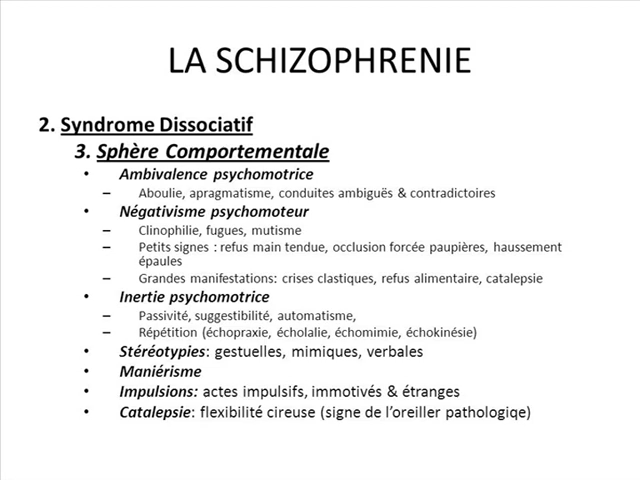 LA SCHIZOPHRENIE
2. Syndrome Dissociatif
3. Sphère Comportementale
• Ambivalence psychomotrice
– Aboulie, apragmatisme, conduites ambiguës & contradictoires
• Négativisme psychomoteur
– Clinophilie, fugues, mutisme
– Petits signes : refus main tendue, occlusion forcée paupières, haussement
épaules
– Grandes manifestations: crises clastiques, refus alimentaire, catalepsie
• Inertie psychomotrice
– Passivité, suggestibilité, automatisme,
– Répétition (échopraxie, écholalie, échomimie, échokinésie)
• Stéréotypies: gestuelles, mimiques, verbales
• Maniérisme
• Impulsions: actes impulsifs, immotivés & étranges
• Catalepsie: flexibilité cireuse (signe de l’oreiller pathologiqe)